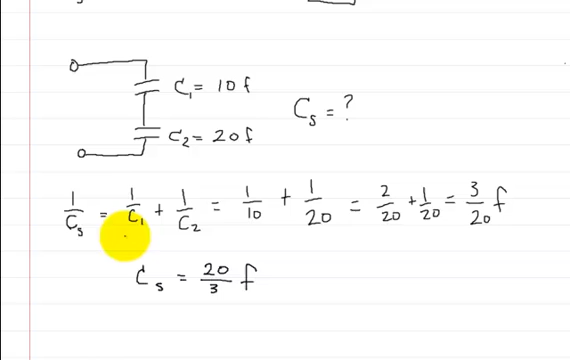 C₁ = 10 f
Cₛ = ?
C₂ = 20 f
1/Cₛ = 1/C₁ + 1/C₂ = 1/10 + 1/20 = 2/20 + 1/20 = 3/20 f
Cₛ = 20/3 f